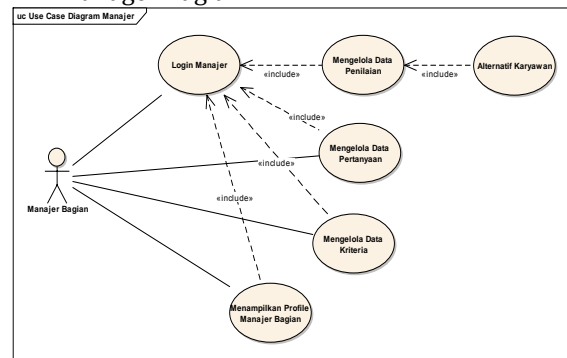 uc Use Case Diagram Manajer
Login Manajer
«include»
Mengelola Data
Penilaian
«include»
Alternatif Karyawan
«include»
Mengelola Data
Pertanyaan
«include»
Manajer Bagian
«include»
Mengelola Data
Kriteria
Menampilkan Profile
Manajer Bagian